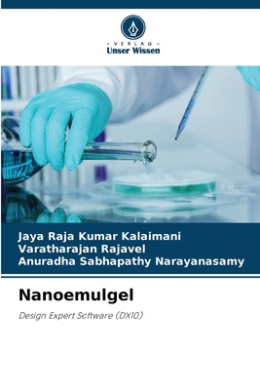 VERLAG
Unser Wissen
Jaya Raja Kumar Kalaimani
Varatharajan Rajavel
Anuradha Sabhapathy Narayanasamy
Nanoemulgel
Design Expert Software (DX10)